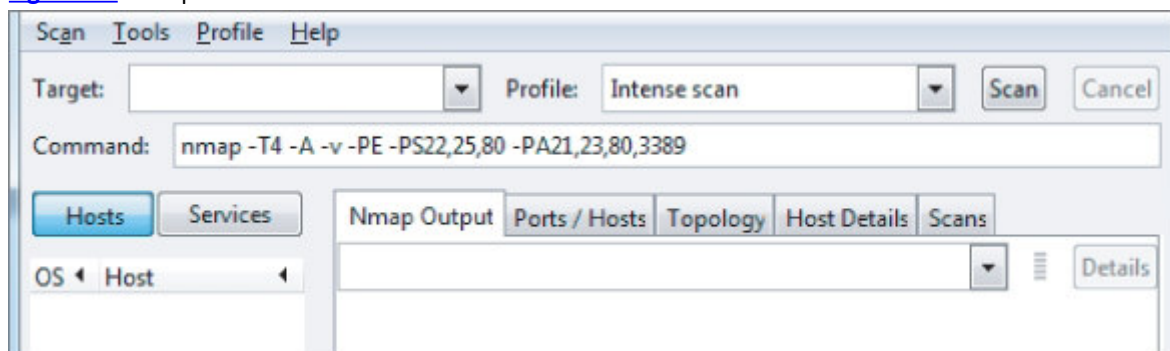 Scan Tools Profile Help
Target: Profile: Intense scan Scan Cancel
Command: nmap -T4 -A -v -PE -PS22,25,80 -PA21,23,80,3389
Hosts Services Nmap Output Ports / Hosts Topology Host Details Scans
Details
OS Host